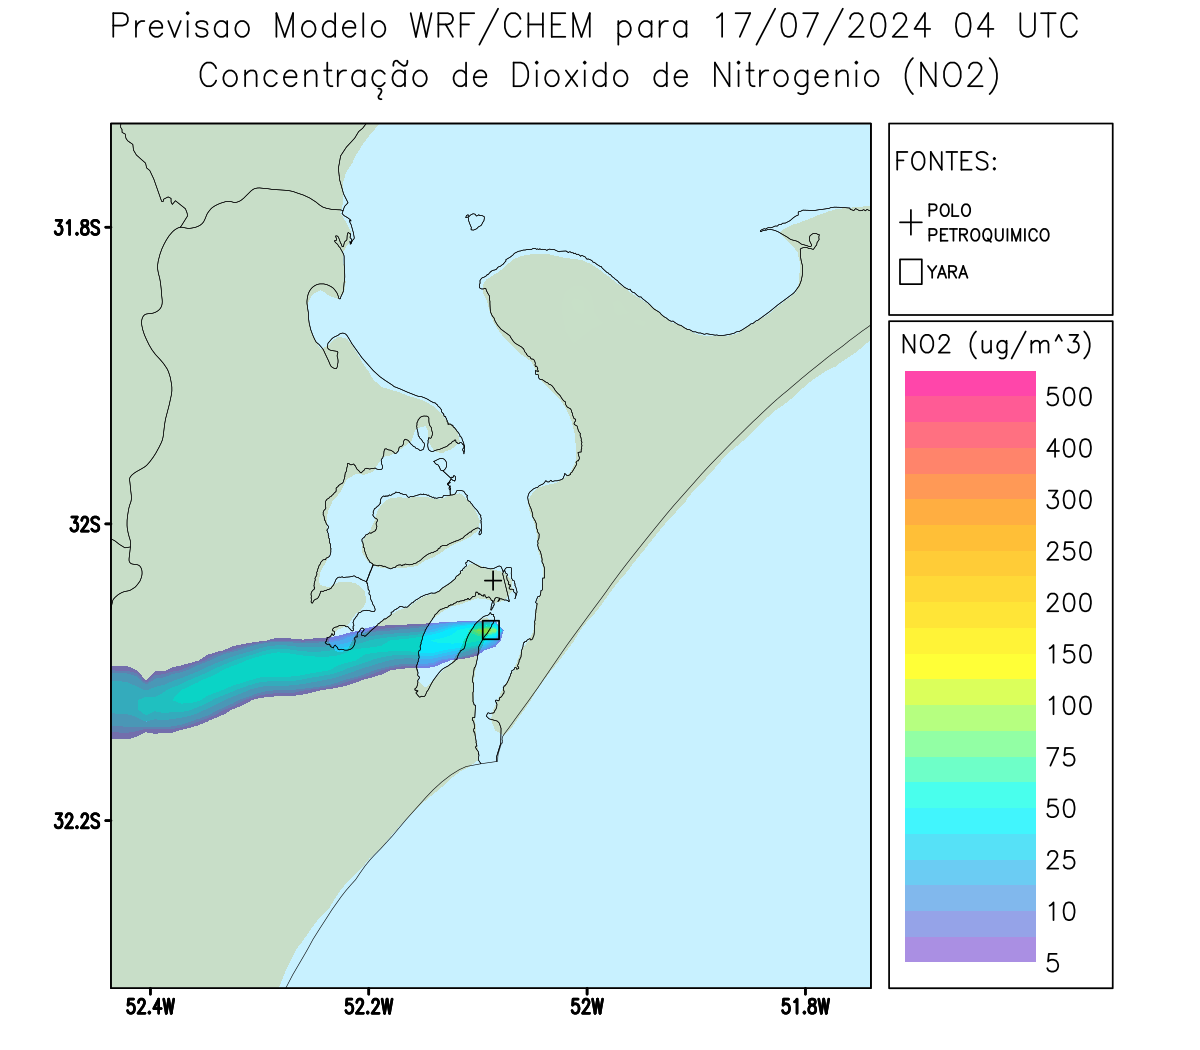 Previsao Modelo WRF/CHEM para 17/07/2024 04 UTC
Concentração de Dioxido de Nitrogenio (NO2)
FONTES:
POLO
PETROQUIMICO
YARA
31.8S
32S
32.2S
52.4W
52.2W
52W
51.8W
NO2 (ug/m^3)
500
400
300
250
200
150
100
75
50
25
10
5